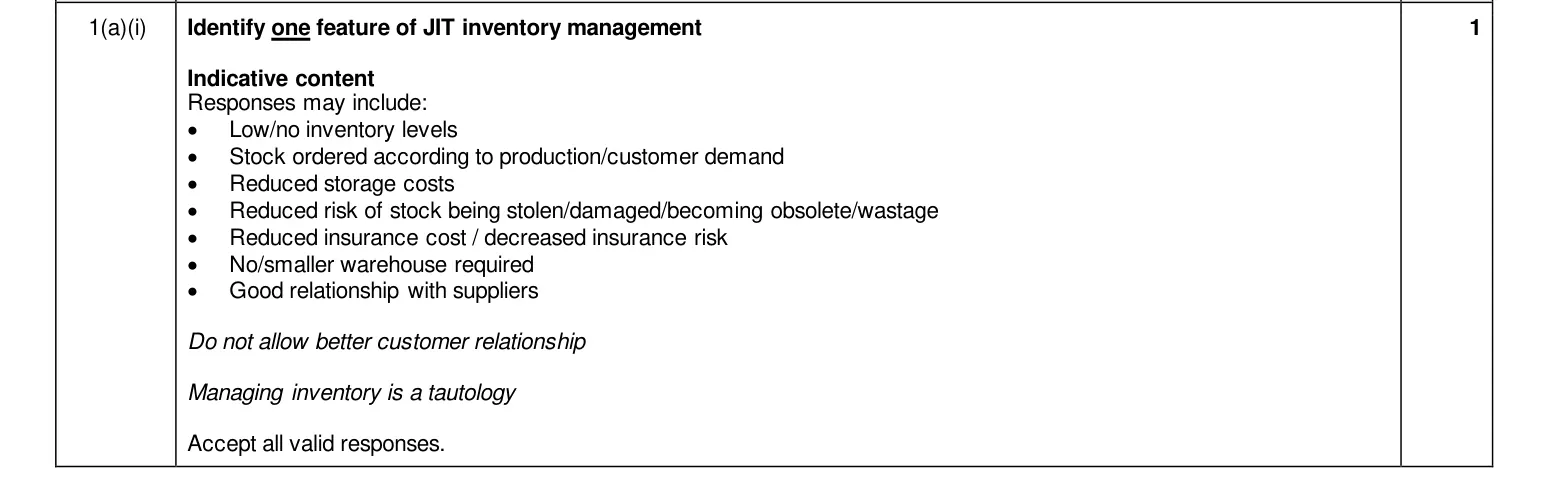 1(a)(i) Identify one feature of JIT inventory management 1
Indicative content
Responses may include:
• Low/no inventory levels
• Stock ordered according to production/customer demand
• Reduced storage costs
• Reduced risk of stock being stolen/damaged/becoming obsolete/wastage
• Reduced insurance cost / decreased insurance risk
• No/smaller warehouse required
• Good relationship with suppliers
Do not allow better customer relationship
Managing inventory is a tautology
Accept all valid responses.